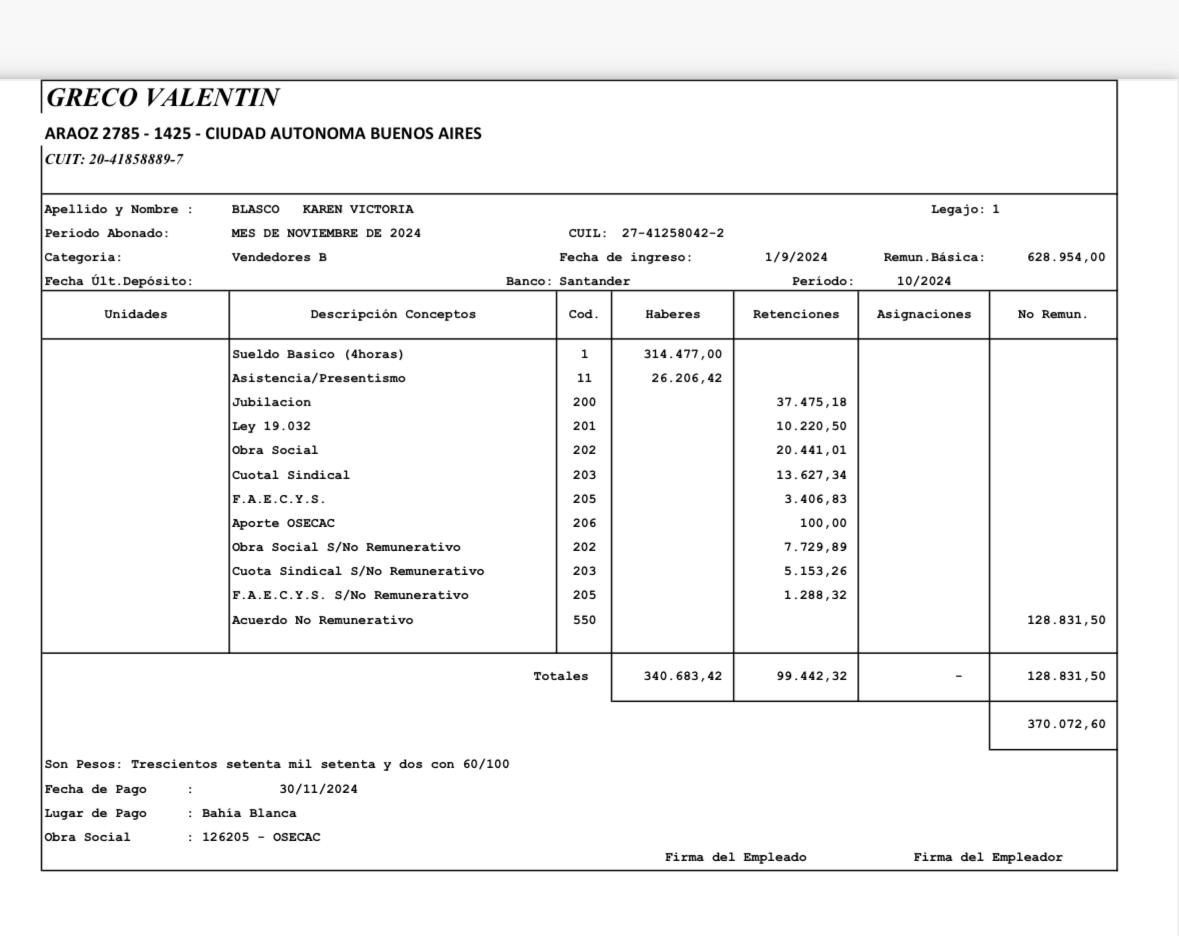 GRECO VALENTIN
ARAOZ 2785 - 1425 - CIUDAD AUTONOMA BUENOS AIRES
CUIT: 20-41858889-7
Apellido y Nombre : BLASCO KAREN VICTORIA Legajo: 1
Periodo Abonado: MES DE NOVIEMBRE DE 2024 CUIL: 27-41258042-2
Categoria: Vendedores B Fecha de ingreso: 1/9/2024 Remun.Básica: 628.954,00
Fecha Últ.Depósito: Banco: Santander Período: 10/2024
Unidades Descripción Conceptos Cod. Haberes Retenciones Asignaciones No Remun.
Sueldo Basico (4horas) 1 314.477,00
Asistencia/Presentismo 11 26.206,42
Jubilacion 200 37.475,18
Ley 19.032 201 10.220,50
Obra Social 202 20.441,01
Cuotal Sindical 203 13.627,34
F.A.E.C.Y.S. 205 3.406,83
Aporte OSECAC 206 100,00
Obra Social S/No Remunerativo 202 7.729,89
Cuota Sindical S/No Remunerativo 203 5.153,26
F.A.E.C.Y.S. S/No Remunerativo 205 1.288,32
Acuerdo No Remunerativo 550 128.831,50
Totales 340.683,42 99.442,32 - 128.831,50
370.072,60
Son Pesos: Trescientos setenta mil setenta y dos con 60/100
Fecha de Pago : 30/11/2024
Lugar de Pago : Bahía Blanca
Obra Social : 126205 - OSECAC
Firma del Empleado Firma del Empleador